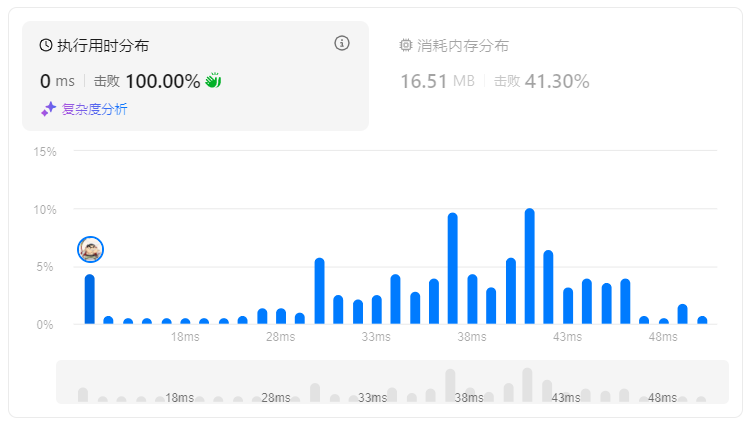 执行用时分布
0 ms 击败 100.00%
复杂度分析
消耗内存分布
16.51 MB 击败 41.30%
15%
10%
5%
0%
18ms 28ms 33ms 38ms 43ms 48ms
18ms 28ms 33ms 38ms 43ms 48ms